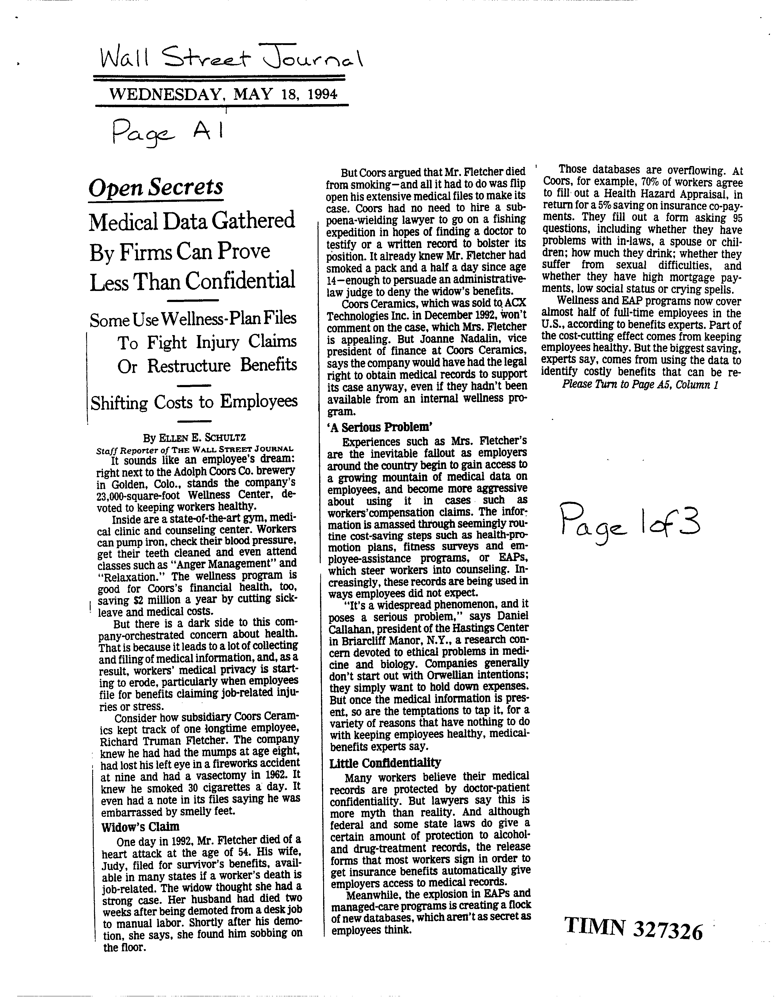 Wall Street Journal
WEDNESDAY, MAY 18, 1994
Page A1
Open Secrets
Medical Data Gathered
By Firms Can Prove
Less Than Confidential
Some Use Wellness-Plan Files
To Fight Injury Claims
Or Restructure Benefits
Shifting Costs to Employees
By ELLEN E. SCHULTZ
Staff Reporter of THE WALL STREET JOURNAL
It sounds like an employee's dream:
right next to the Adolph Coors Co. brewery
in Golden, Colo., stands the company's
23,000-square-foot Wellness Center, de-
voted to keeping workers healthy.
Inside are a state-of-the-art gym, medi-
cal clinic and counseling center. Workers
can pump iron, check their blood pressure,
get their teeth cleaned and even attend
classes such as "Anger Management" and
"Relaxation." The wellness program is
good for Coors's financial health, too,
saving $2 million a year by cutting sick-
leave and medical costs.
But there is a dark side to this com-
pany-orchestrated concern about health.
That is because it leads to a lot of collecting
and filing of medical information, and, as a
result, workers' medical privacy is start-
ing to erode, particularly when employees
file for benefits claiming job-related inju-
ries or stress.
Consider how subsidiary Coors Ceram-
ics kept track of one longtime employee,
Richard Truman Fletcher. The company
knew he had had the mumps at age eight,
had lost his left eye in a fireworks accident
at nine and had a vasectomy in 1962. It
knew he smoked 30 cigarettes a day. It
even had a note in its files saying he was
embarrassed by smelly feet.
Widow's Claim
One day in 1992, Mr. Fletcher died of a
heart attack at the age of 54. His wife,
Judy, filed for survivor's benefits, avail-
able in many states if a worker's death is
job-related. The widow thought she had a
strong case. Her husband had died two
weeks after being demoted from a desk job
to manual labor. Shortly after his demo-
tion, she says, she found him sobbing on
the floor.
But Coors argued that Mr. Fletcher died
from smoking—and all it had to do was flip
open his extensive medical files to make its
case. Coors had no need to hire a sub-
poena-wielding lawyer to go on a fishing
expedition in hopes of finding a doctor to
testify or a written record to bolster its
position. It already knew Mr. Fletcher had
smoked a pack and a half a day since age
14—enough to persuade an administrative-
law judge to deny the widow's benefits.
Coors Ceramics, which was sold to ACX
Technologies Inc. in December 1992, won't
comment on the case, which Mrs. Fletcher
is appealing. But Joanne Nadalin, vice
president of finance at Coors Ceramics,
says the company would have had the legal
right to obtain medical records to support
its case anyway, even if they hadn't been
available from an internal wellness pro-
gram.
'A Serious Problem'
Experiences such as Mrs. Fletcher's
are the inevitable fallout as employers
around the country begin to gain access to
a growing mountain of medical data on
employees, and become more aggressive
about using it in cases such as
workers'compensation claims. The infor-
mation is amassed through seemingly rou-
tine cost-saving steps such as health-pro-
motion plans, fitness surveys and em-
ployee-assistance programs, or EAPs,
which steer workers into counseling. In-
creasingly, these records are being used in
ways employees did not expect.
"It's a widespread phenomenon, and it
poses a serious problem," says Daniel
Callahan, president of the Hastings Center
in Briarcliff Manor, N.Y., a research con-
cern devoted to ethical problems in medi-
cine and biology. Companies generally
don't start out with Orwellian intentions;
they simply want to hold down expenses.
But once the medical information is pres-
ent, so are the temptations to tap it, for a
variety of reasons that have nothing to do
with keeping employees healthy, medical-
benefits experts say.
Little Confidentiality
Many workers believe their medical
records are protected by doctor-patient
confidentiality. But lawyers say this is
more myth than reality. And although
federal and some state laws do give a
certain amount of protection to alcohol-
and drug-treatment records, the release
forms that most workers sign in order to
get insurance benefits automatically give
employers access to medical records.
Meanwhile, the explosion in EAPs and
managed-care programs is creating a flock
of new databases, which aren't as secret as
employees think.
Those databases are overflowing. At
Coors, for example, 70% of workers agree
to fill out a Health Hazard Appraisal, in
return for a 5% saving on insurance co-pay-
ments. They fill out a form asking 95
questions, including whether they have
problems with in-laws, a spouse or chil-
dren; how much they drink; whether they
suffer from sexual difficulties, and
whether they have high mortgage pay-
ments, low social status or crying spells.
Wellness and EAP programs now cover
almost half of full-time employees in the
U.S., according to benefits experts. Part of
the cost-cutting effect comes from keeping
employees healthy. But the biggest saving,
experts say, comes from using the data to
identify costly benefits that can be re-
Please Turn to Page A5, Column 1
Page 1 of 3
TIMN 327326